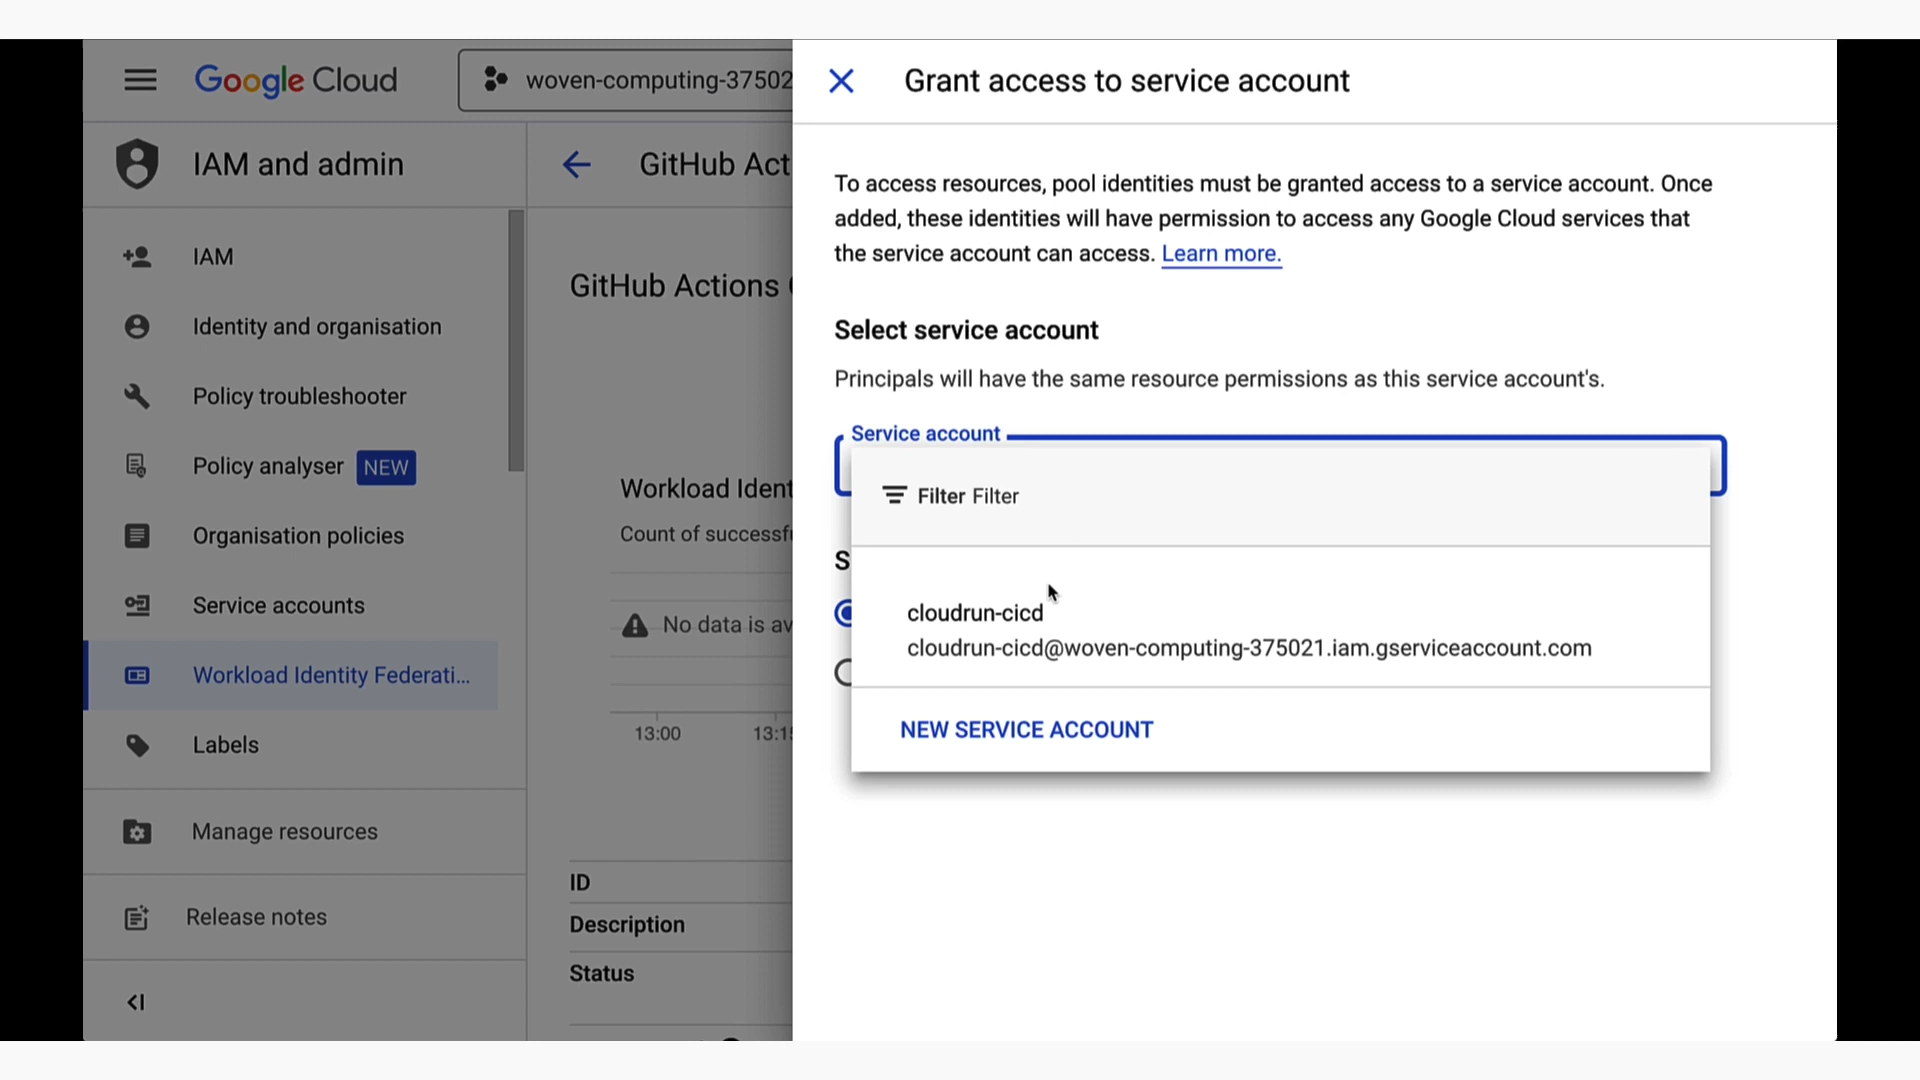 Google Cloud
woven-computing-37502
IAM and admin
GitHub Act
IAM
Identity and organisation
Policy troubleshooter
Policy analyser NEW
Organisation policies
Service accounts
Workload Identity Federati...
Labels
Manage resources
Release notes
GitHub Actions
Workload Ident
Count of successf
No data is av
13:00
13:15
ID
Description
Status
Grant access to service account
To access resources, pool identities must be granted access to a service account. Once
added, these identities will have permission to access any Google Cloud services that
the service account can access. Learn more.
Select service account
Principals will have the same resource permissions as this service account's.
Service account
Filter Filter
S
cloudrun-cicd
cloudrun-cicd@woven-computing-375021.iam.gserviceaccount.com
NEW SERVICE ACCOUNT